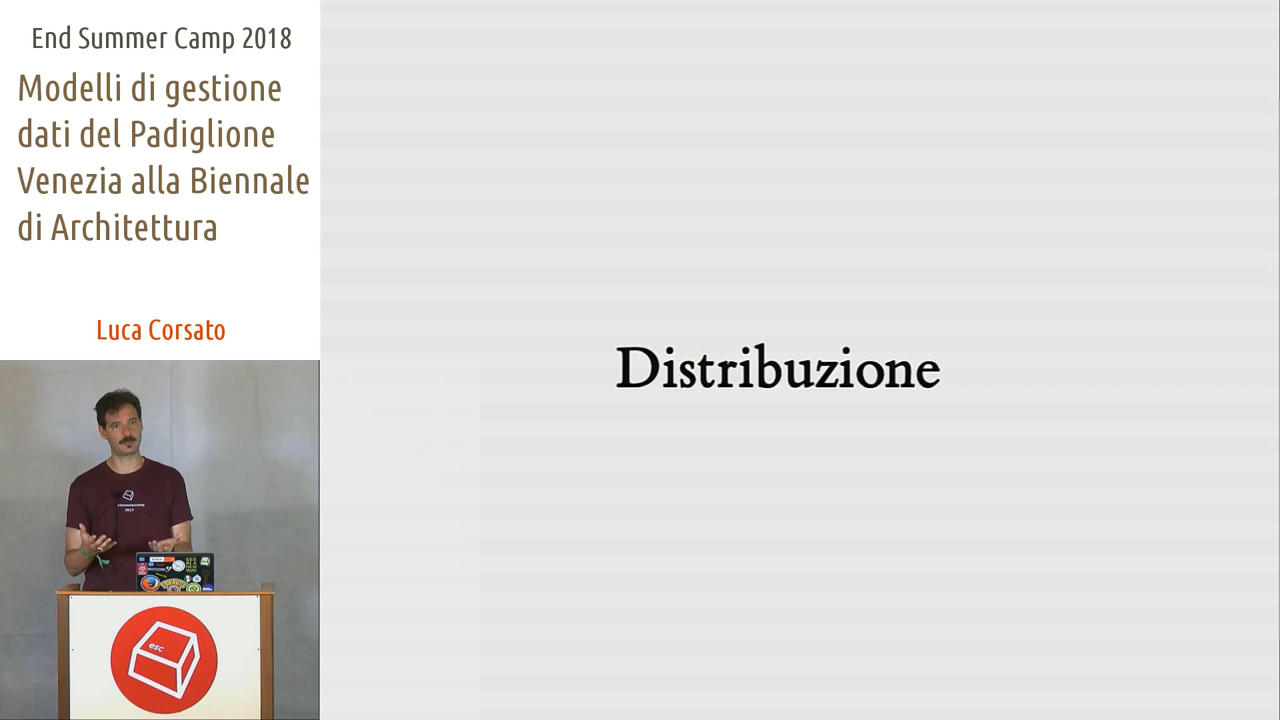 End Summer Camp 2018
Modelli di gestione
dati del Padiglione
Venezia alla Biennale
di Architettura
Luca Corsato
Distribuzione
esc